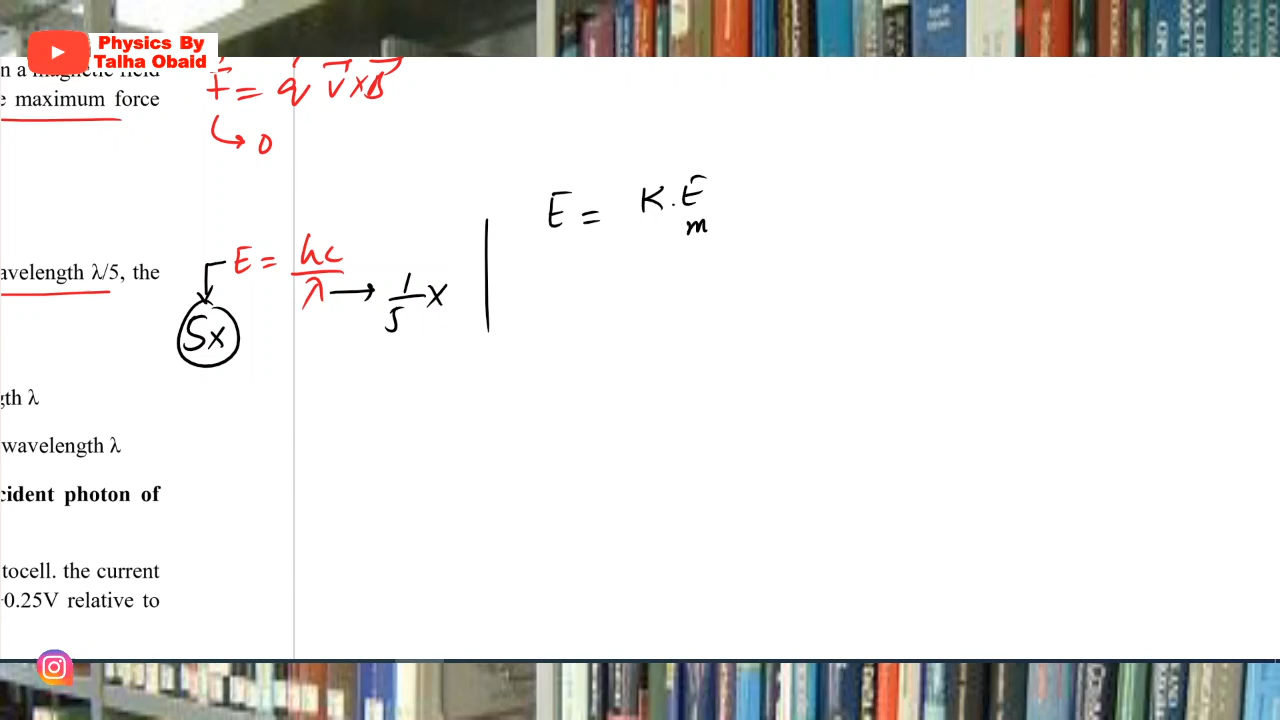 Physics By
Talha Obaid
n a magnetic field
e maximum force
F = q V×B
↳ 0
E = K.E
m
avelength λ/5, the
E = hc
λ → 1/5 x
5x
gth λ
wavelength λ
cident photon of
tocell. the current
0.25V relative to